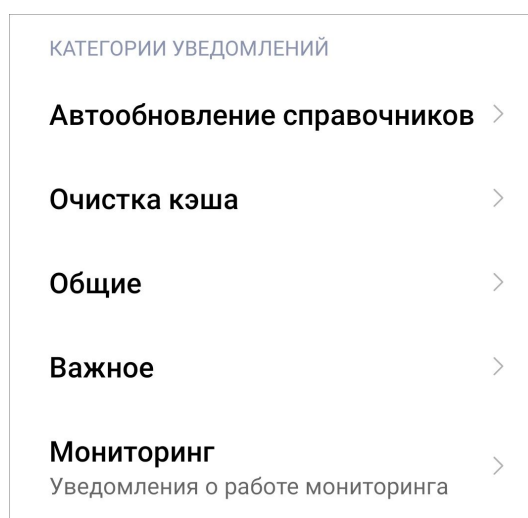 КАТЕГОРИИ УВЕДОМЛЕНИЙ
Автообновление справочников
Очистка кэша
Общие
Важное
Мониторинг
Уведомления о работе мониторинга